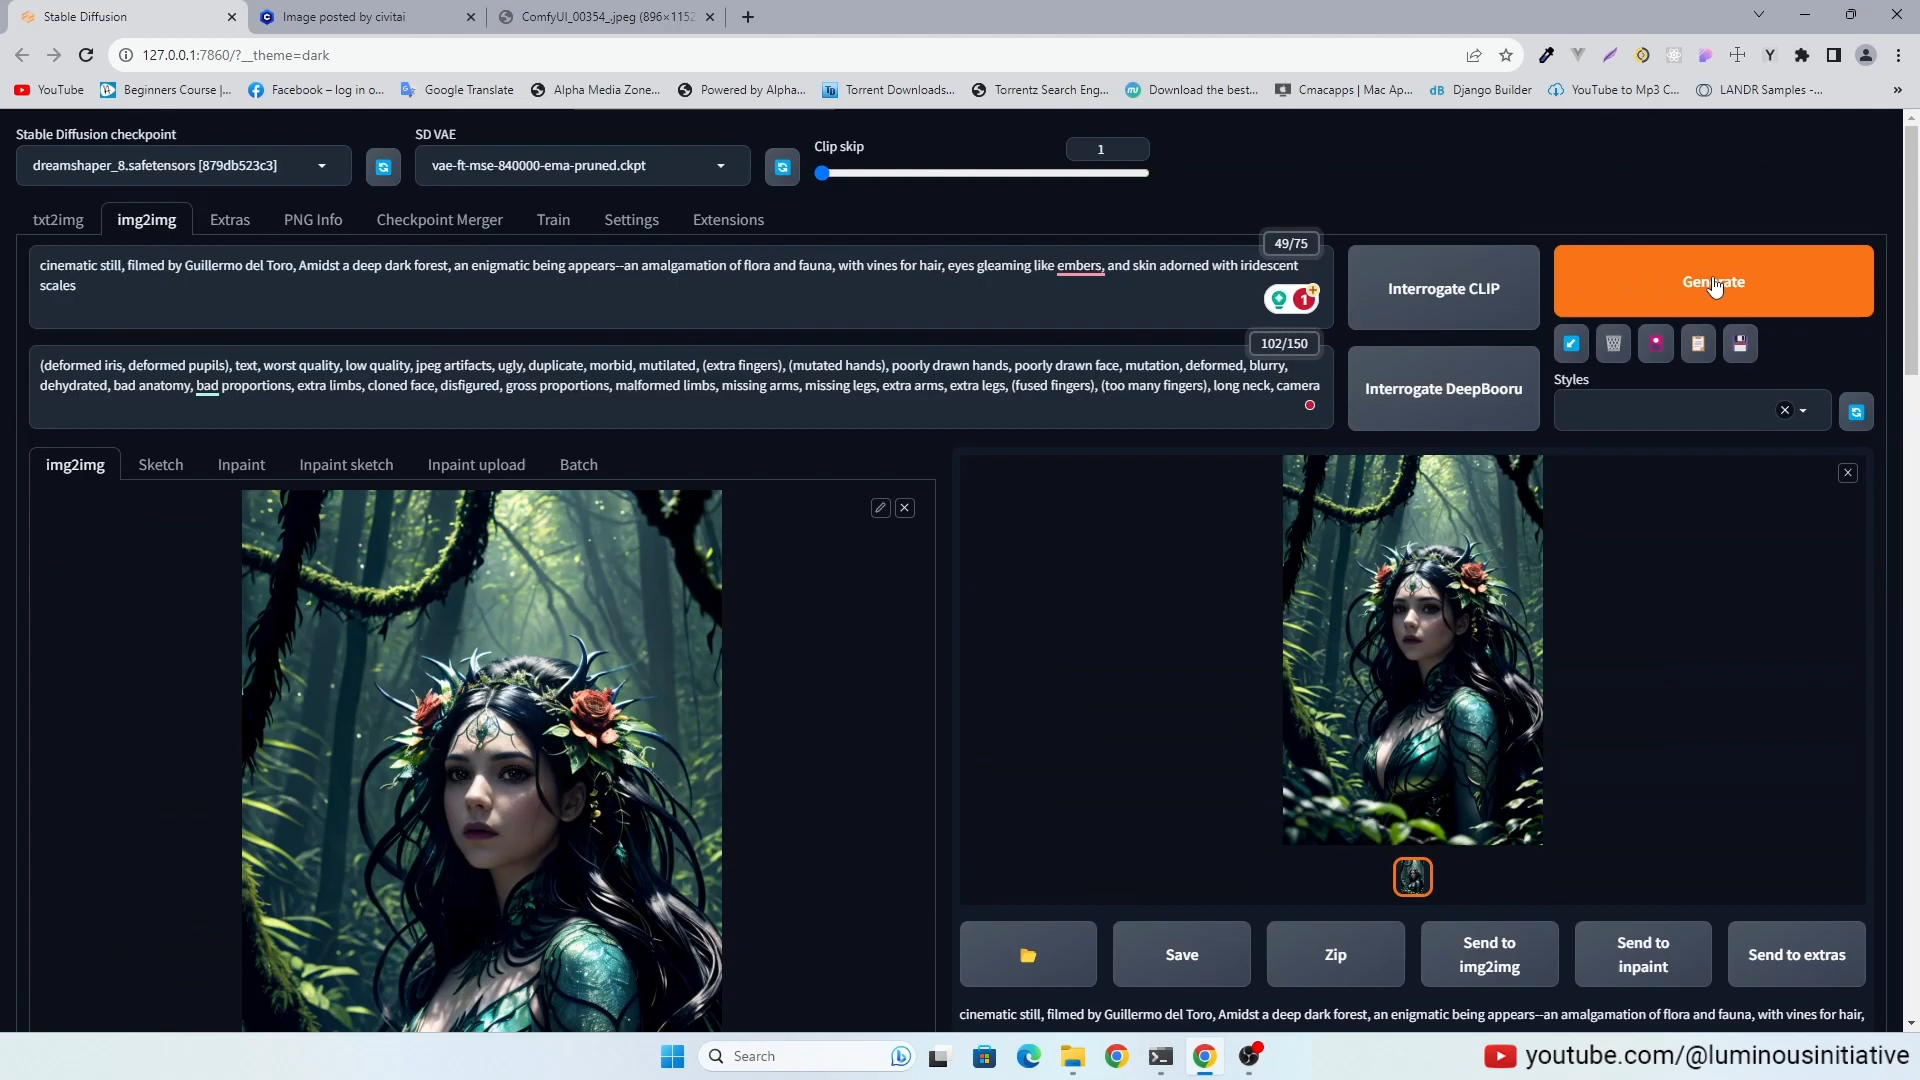 Stable Diffusion
Image posted by civitai
ComfyUI_00354_.jpeg (896×1152
127.0.0.1:7860/?__theme=dark
YouTube
Beginners Course |...
Facebook – log in o...
Google Translate
Alpha Media Zone...
Powered by Alpha...
Torrent Downloads...
Torrentz Search Eng...
Download the best...
Cmacapps | Mac Ap...
Django Builder
YouTube to Mp3 C...
LANDR Samples -...
»
Stable Diffusion checkpoint
SD VAE
Clip skip
1
dreamshaper_8.safetensors [879db523c3]
vae-ft-mse-840000-ema-pruned.ckpt
txt2img
img2img
Extras
PNG Info
Checkpoint Merger
Train
Settings
Extensions
49/75
cinematic still, filmed by Guillermo del Toro, Amidst a deep dark forest, an enigmatic being appears--an amalgamation of flora and fauna, with vines for hair, eyes gleaming like embers, and skin adorned with iridescent
scales
1
Interrogate CLIP
Generate
102/150
(deformed iris, deformed pupils), text, worst quality, low quality, jpeg artifacts, ugly, duplicate, morbid, mutilated, (extra fingers), (mutated hands), poorly drawn hands, poorly drawn face, mutation, deformed, blurry,
dehydrated, bad anatomy, bad proportions, extra limbs, cloned face, disfigured, gross proportions, malformed limbs, missing arms, missing legs, extra arms, extra legs, (fused fingers), (too many fingers), long neck, camera
Interrogate DeepBooru
Styles
img2img
Sketch
Inpaint
Inpaint sketch
Inpaint upload
Batch
Save
Zip
Send to
img2img
Send to
inpaint
Send to extras
cinematic still, filmed by Guillermo del Toro, Amidst a deep dark forest, an enigmatic being appears--an amalgamation of flora and fauna, with vines for hair,
Search
youtube.com/@luminousinitiative